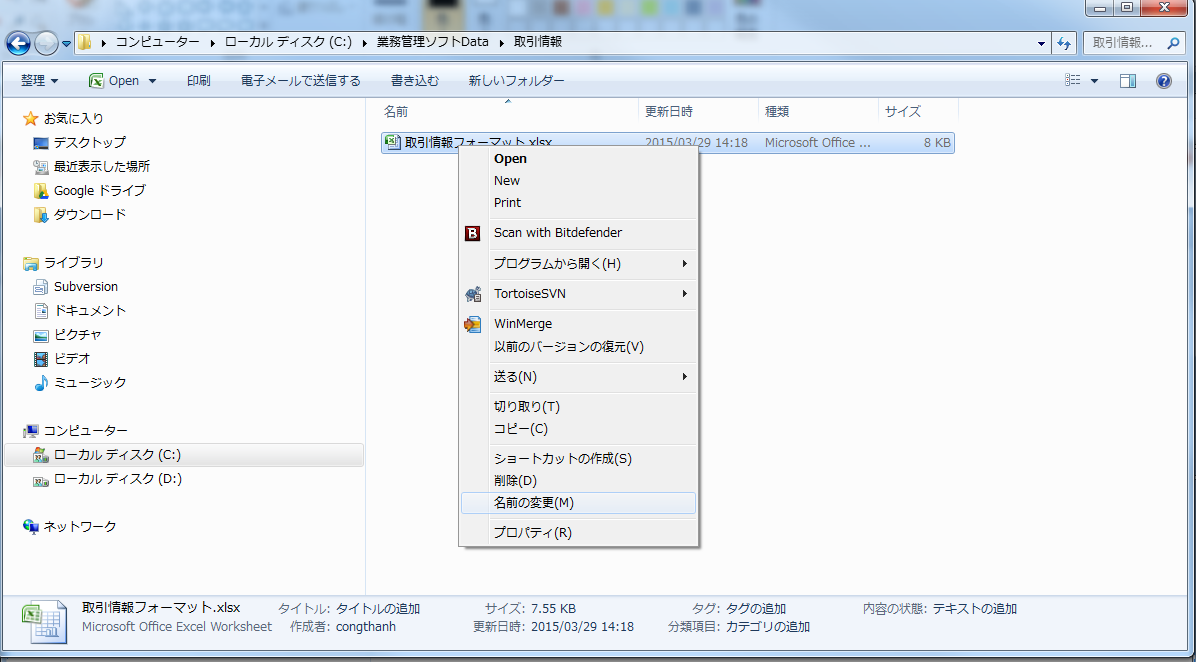 コンピューター ▸ ローカル ディスク (C:) ▸ 業務管理ソフトData ▸ 取引情報
取引情報...
整理 Open 印刷 電子メールで送信する 書き込む 新しいフォルダー
お気に入り
デスクトップ
最近表示した場所
Google ドライブ
ダウンロード
ライブラリ
Subversion
ドキュメント
ピクチャ
ビデオ
ミュージック
コンピューター
ローカル ディスク (C:)
ローカル ディスク (D:)
ネットワーク
名前 更新日時 種類 サイズ
取引情報フォーマット.xlsx 2015/03/29 14:18 Microsoft Office ... 8 KB
Open
New
Print
Scan with Bitdefender
プログラムから開く(H)
TortoiseSVN
WinMerge
以前のバージョンの復元(V)
送る(N)
切り取り(T)
コピー(C)
ショートカットの作成(S)
削除(D)
名前の変更(M)
プロパティ(R)
取引情報フォーマット.xlsx タイトル: タイトルの追加 サイズ: 7.55 KB タグ: タグの追加 内容の状態: テキストの追加
Microsoft Office Excel Worksheet 作成者: congthanh 更新日時: 2015/03/29 14:18 分類項目: カテゴリの追加